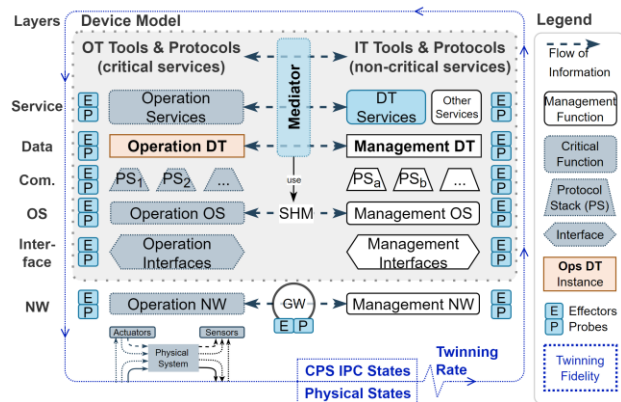 Layers
Device Model
OT Tools & Protocols
(critical services)
IT Tools & Protocols
(non-critical services)
Mediator
Service
E
P
Operation
Services
DT
Services
Other
Services
E
P
Data
E
P
Operation DT
Management DT
E
P
Com.
E
P
PS1
PS2
...
PSa
PSb
...
E
P
use
OS
E
P
Operation OS
SHM
Management OS
E
P
Inter-
face
E
P
Operation
Interfaces
Management
Interfaces
E
P
NW
E
P
Operation NW
GW
E P
Management NW
E
P
Actuators
Sensors
Physical
System
CPS IPC States
Physical States
Twinning
Rate
Legend
Flow of
Information
Management
Function
Critical
Function
Protocol
Stack (PS)
Interface
Ops DT
Instance
E Effectors
P Probes
Twinning
Fidelity